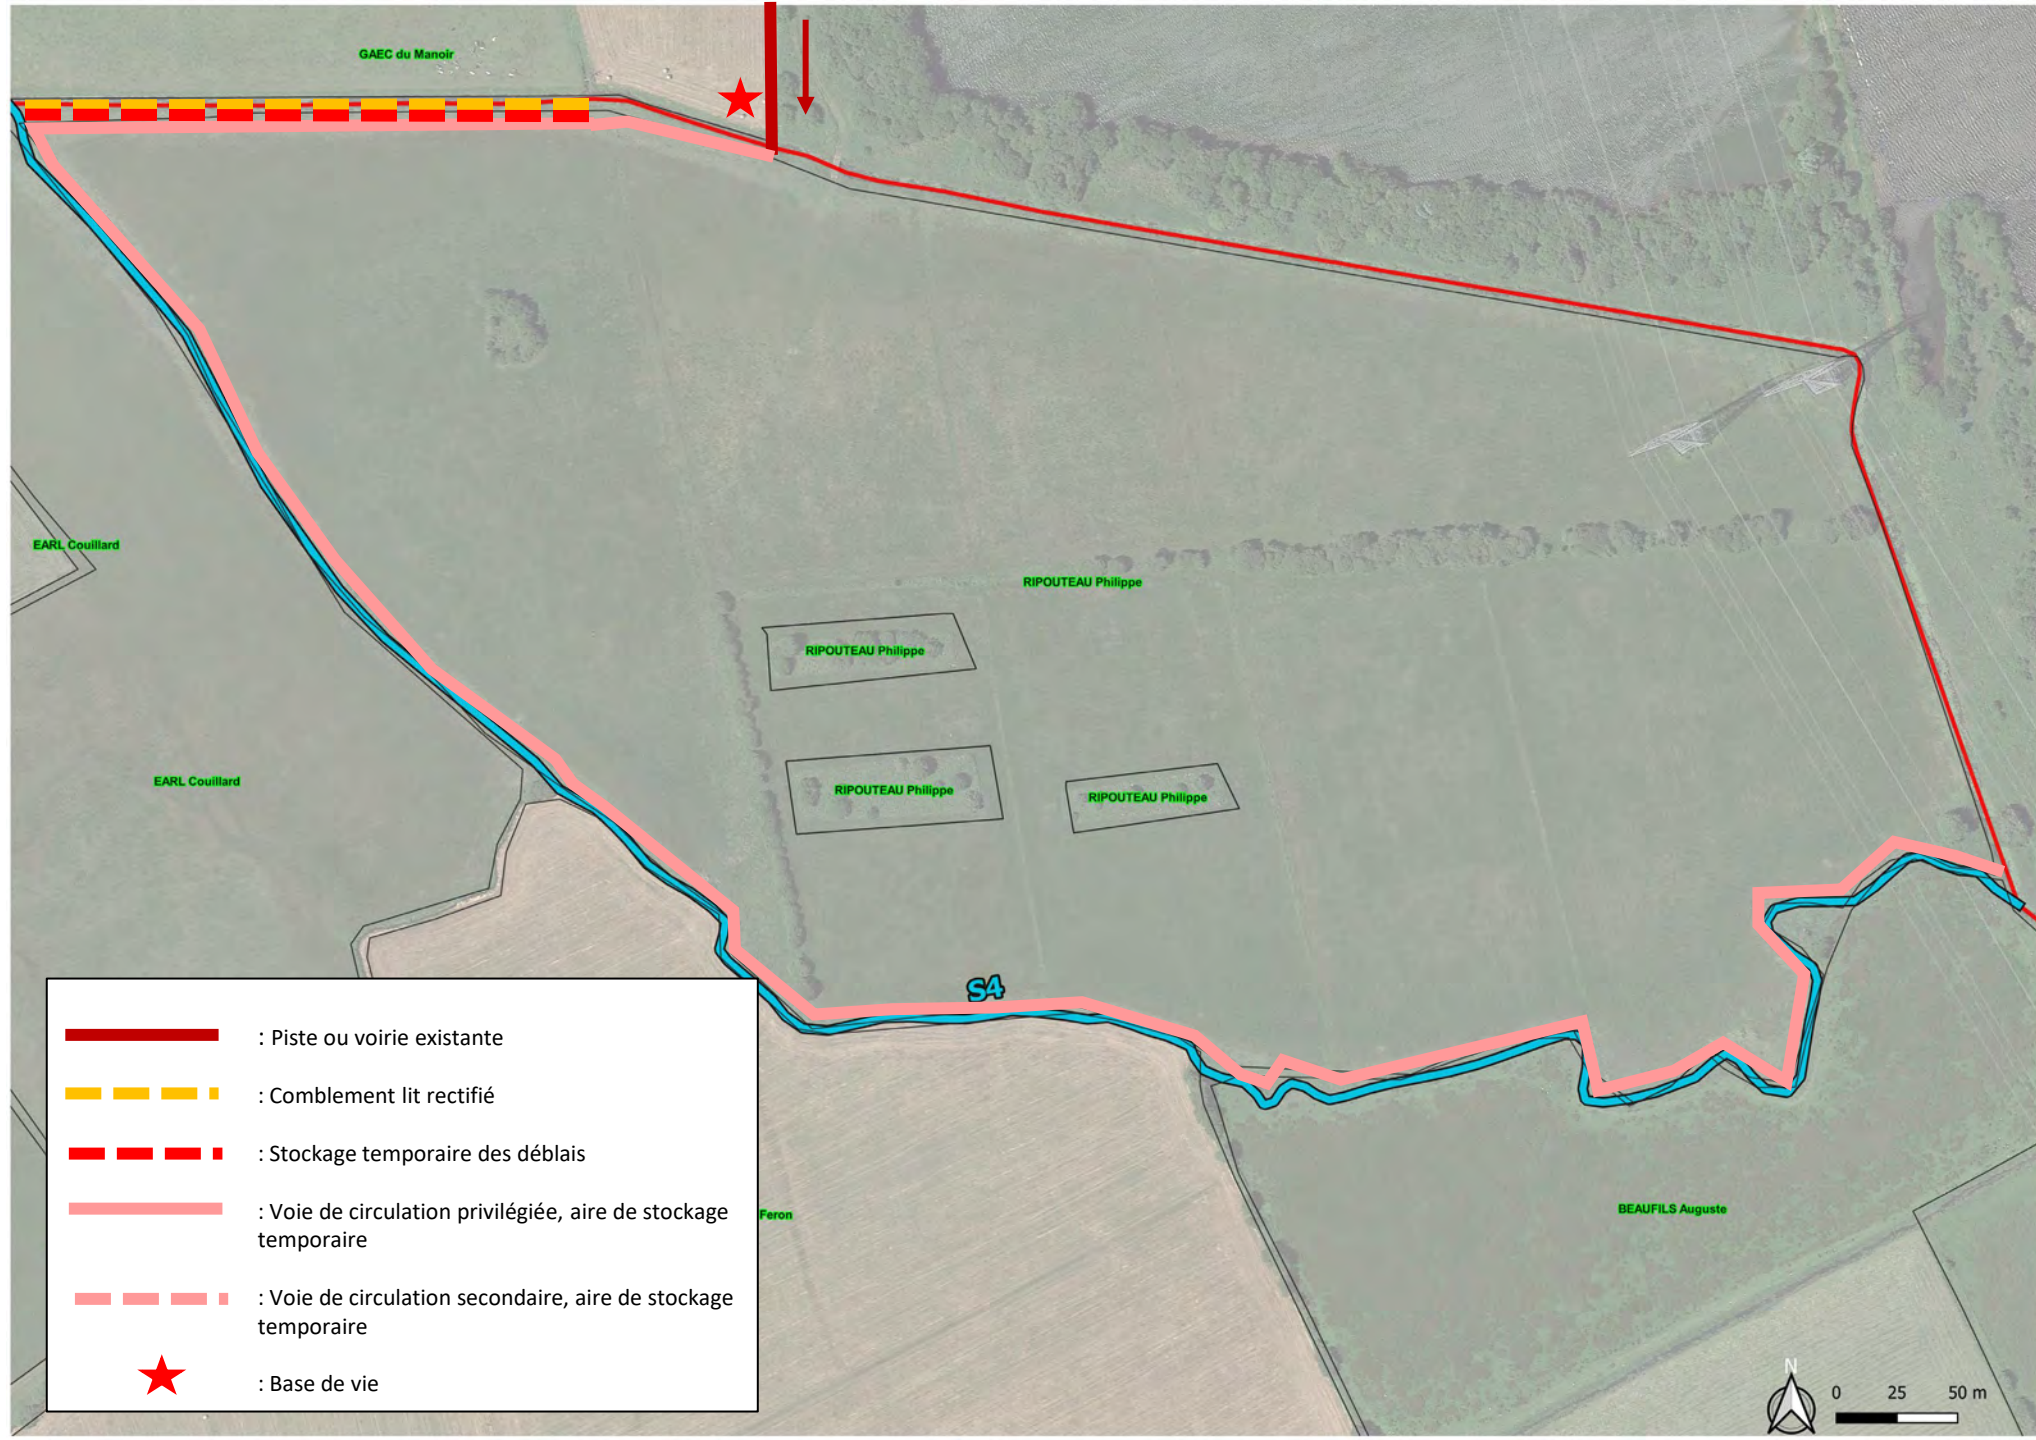 GAEC du Manoir
EARL Couillard
RIPOUTEAU Philippe
RIPOUTEAU Philippe
EARL Couillard
RIPOUTEAU Philippe
RIPOUTEAU Philippe
S4
Feron
BEAUFILS Auguste
: Piste ou voirie existante
: Comblement lit rectifié
: Stockage temporaire des déblais
: Voie de circulation privilégiée, aire de stockage
temporaire
: Voie de circulation secondaire, aire de stockage
temporaire
: Base de vie
N
0 25 50 m